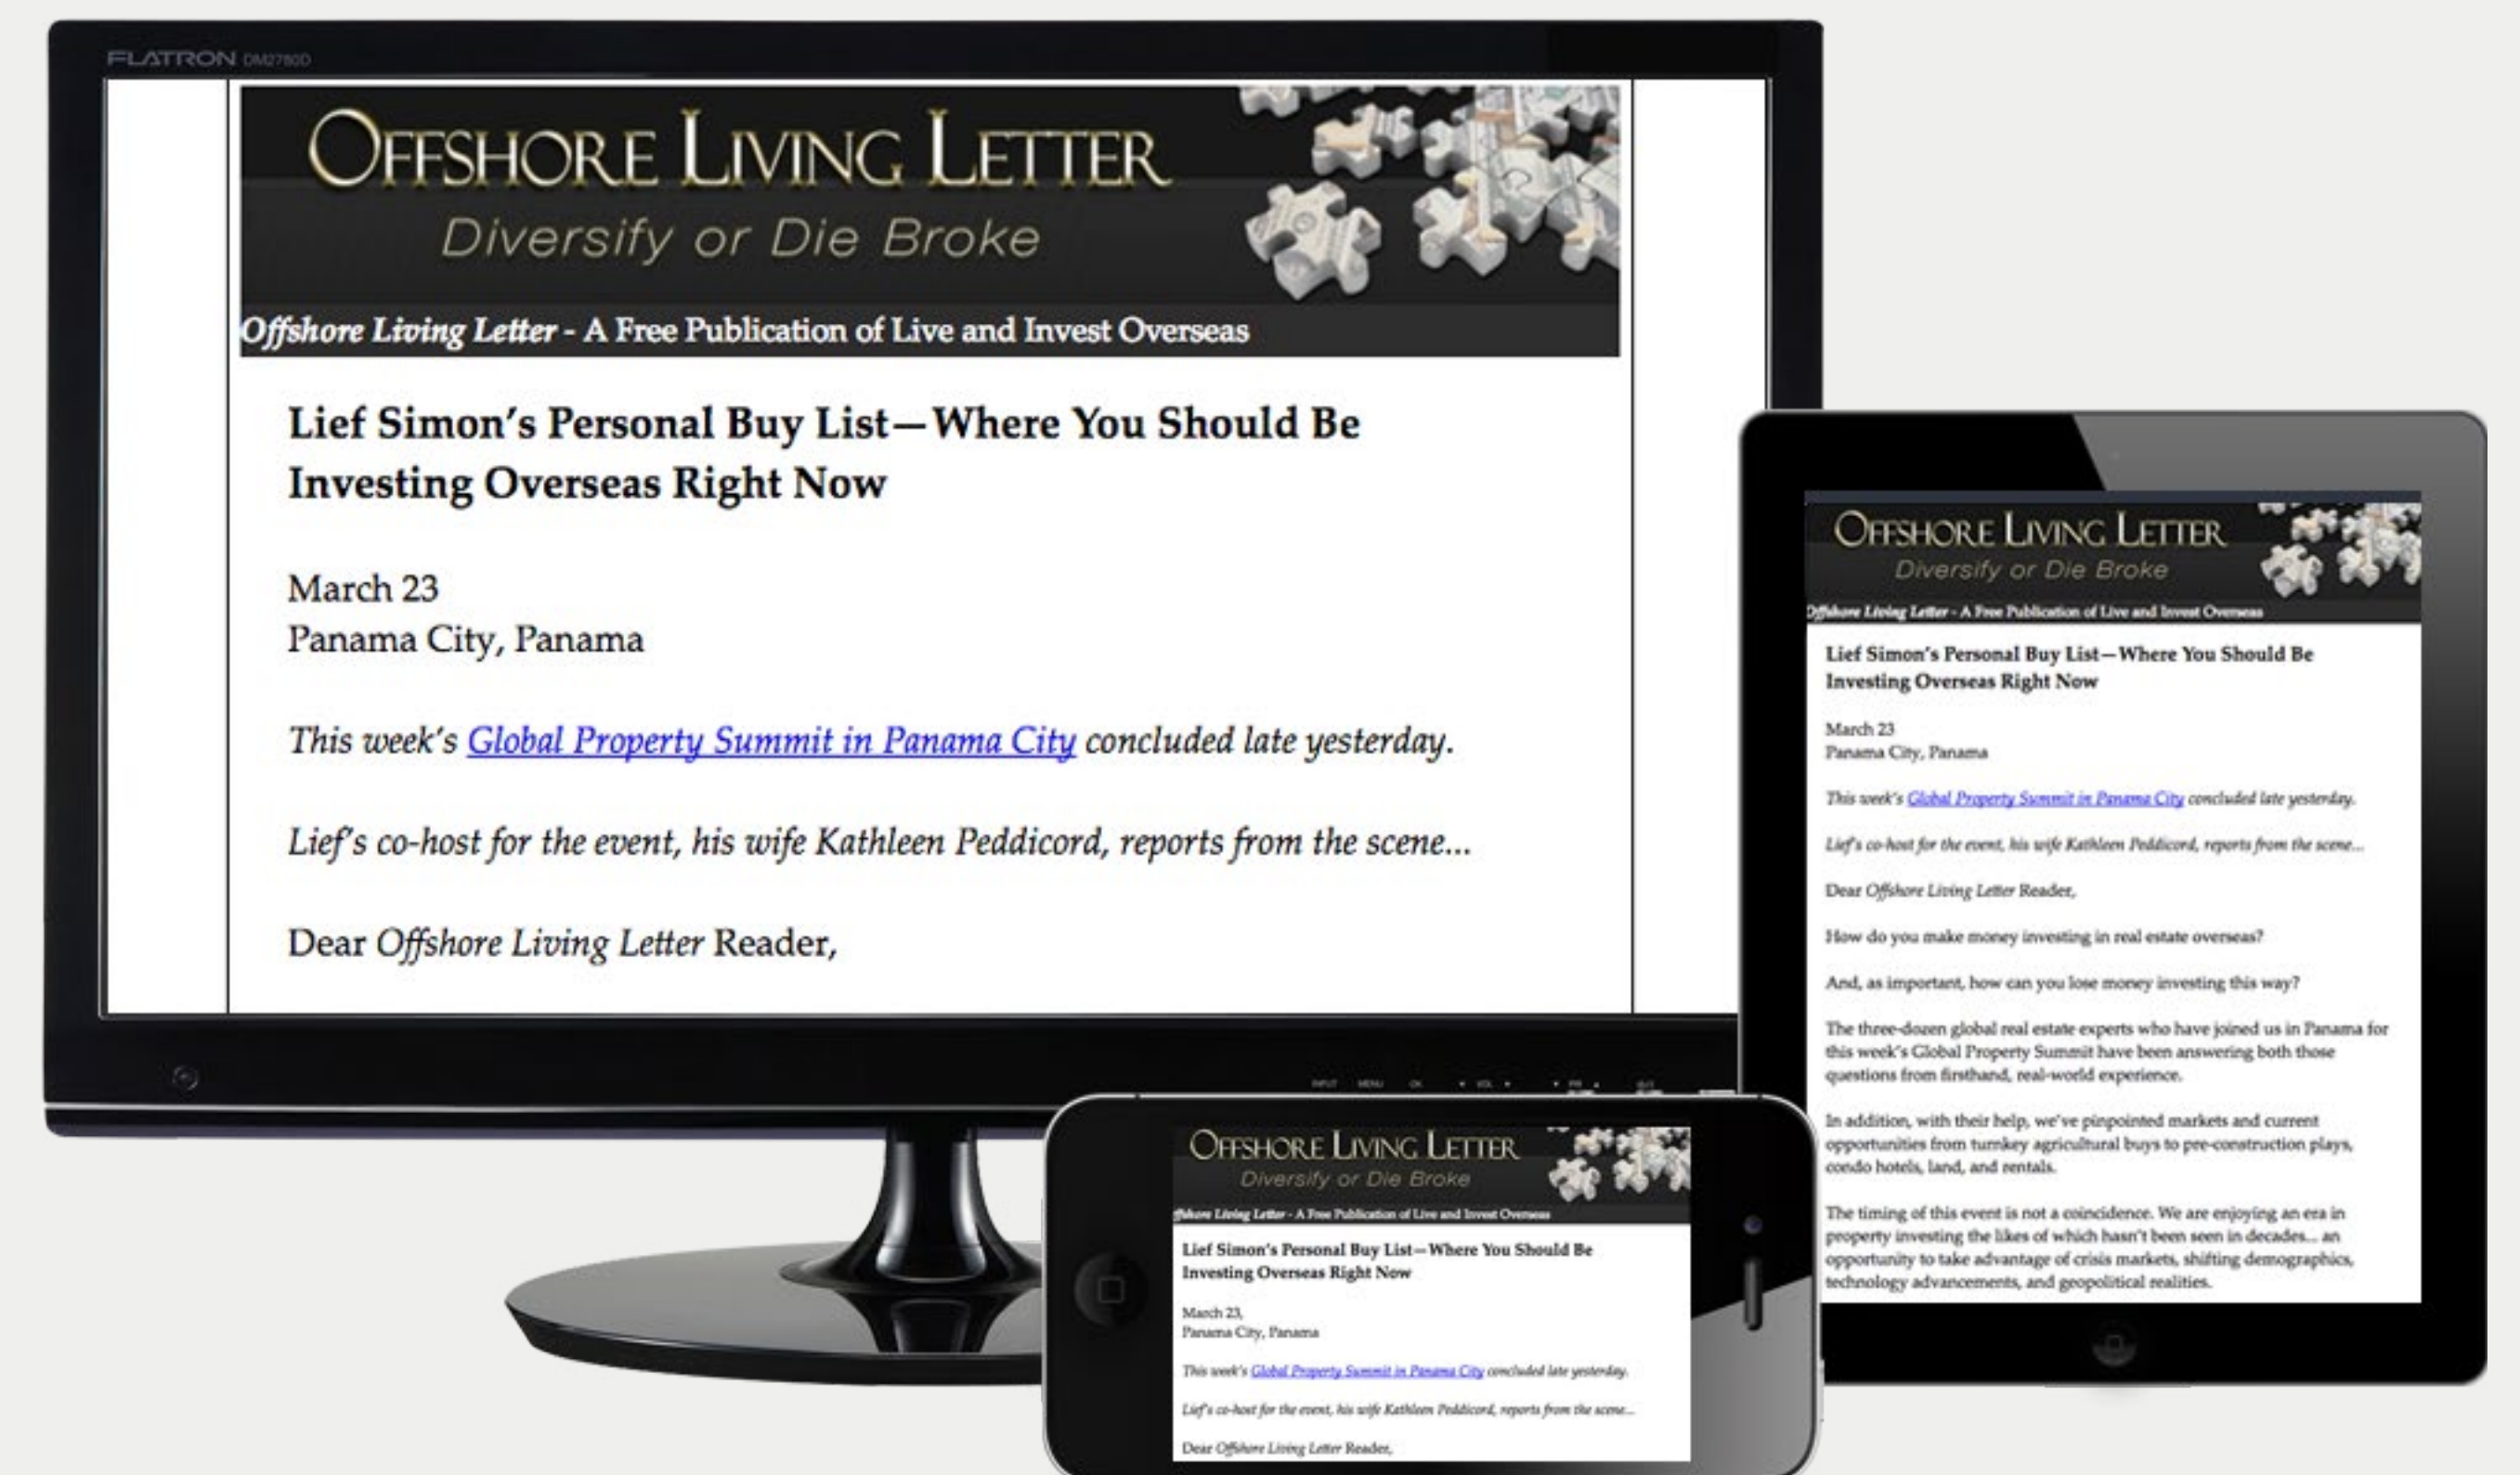 FLATRON DM2780D
OFFSHORE LIVING LETTER
Diversify or Die Broke
Offshore Living Letter - A Free Publication of Live and Invest Overseas
Lief Simon's Personal Buy List—Where You Should Be
Investing Overseas Right Now
March 23
Panama City, Panama
This week's Global Property Summit in Panama City concluded late yesterday.
Lief's co-host for the event, his wife Kathleen Peddicord, reports from the scene...
Dear Offshore Living Letter Reader,
INPUT MENU OK ▼ VOL ▼ ▼ PR ▲
OFFSHORE LIVING LETTER
Diversify or Die Broke
Offshore Living Letter - A Free Publication of Live and Invest Overseas
Lief Simon's Personal Buy List—Where You Should Be
Investing Overseas Right Now
March 23
Panama City, Panama
This week's Global Property Summit in Panama City concluded late yesterday.
Lief's co-host for the event, his wife Kathleen Peddicord, reports from the scene...
Dear Offshore Living Letter Reader,
How do you make money investing in real estate overseas?
And, as important, how can you lose money investing this way?
The three-dozen global real estate experts who have joined us in Panama for
this week's Global Property Summit have been answering both those
questions from firsthand, real-world experience.
In addition, with their help, we've pinpointed markets and current
opportunities from turnkey agricultural buys to pre-construction plays,
condo hotels, land, and rentals.
The timing of this event is not a coincidence. We are enjoying an era in
property investing the likes of which hasn't been seen in decades... an
opportunity to take advantage of crisis markets, shifting demographics,
technology advancements, and geopolitical realities.
OFFSHORE LIVING LETTER
Diversify or Die Broke
ffshore Living Letter - A Free Publication of Live and Invest Overseas
Lief Simon's Personal Buy List—Where You Should Be
Investing Overseas Right Now
March 23,
Panama City, Panama
This week's Global Property Summit in Panama City concluded late yesterday.
Lief's co-host for the event, his wife Kathleen Peddicord, reports from the scene...
Dear Offshore Living Letter Reader,